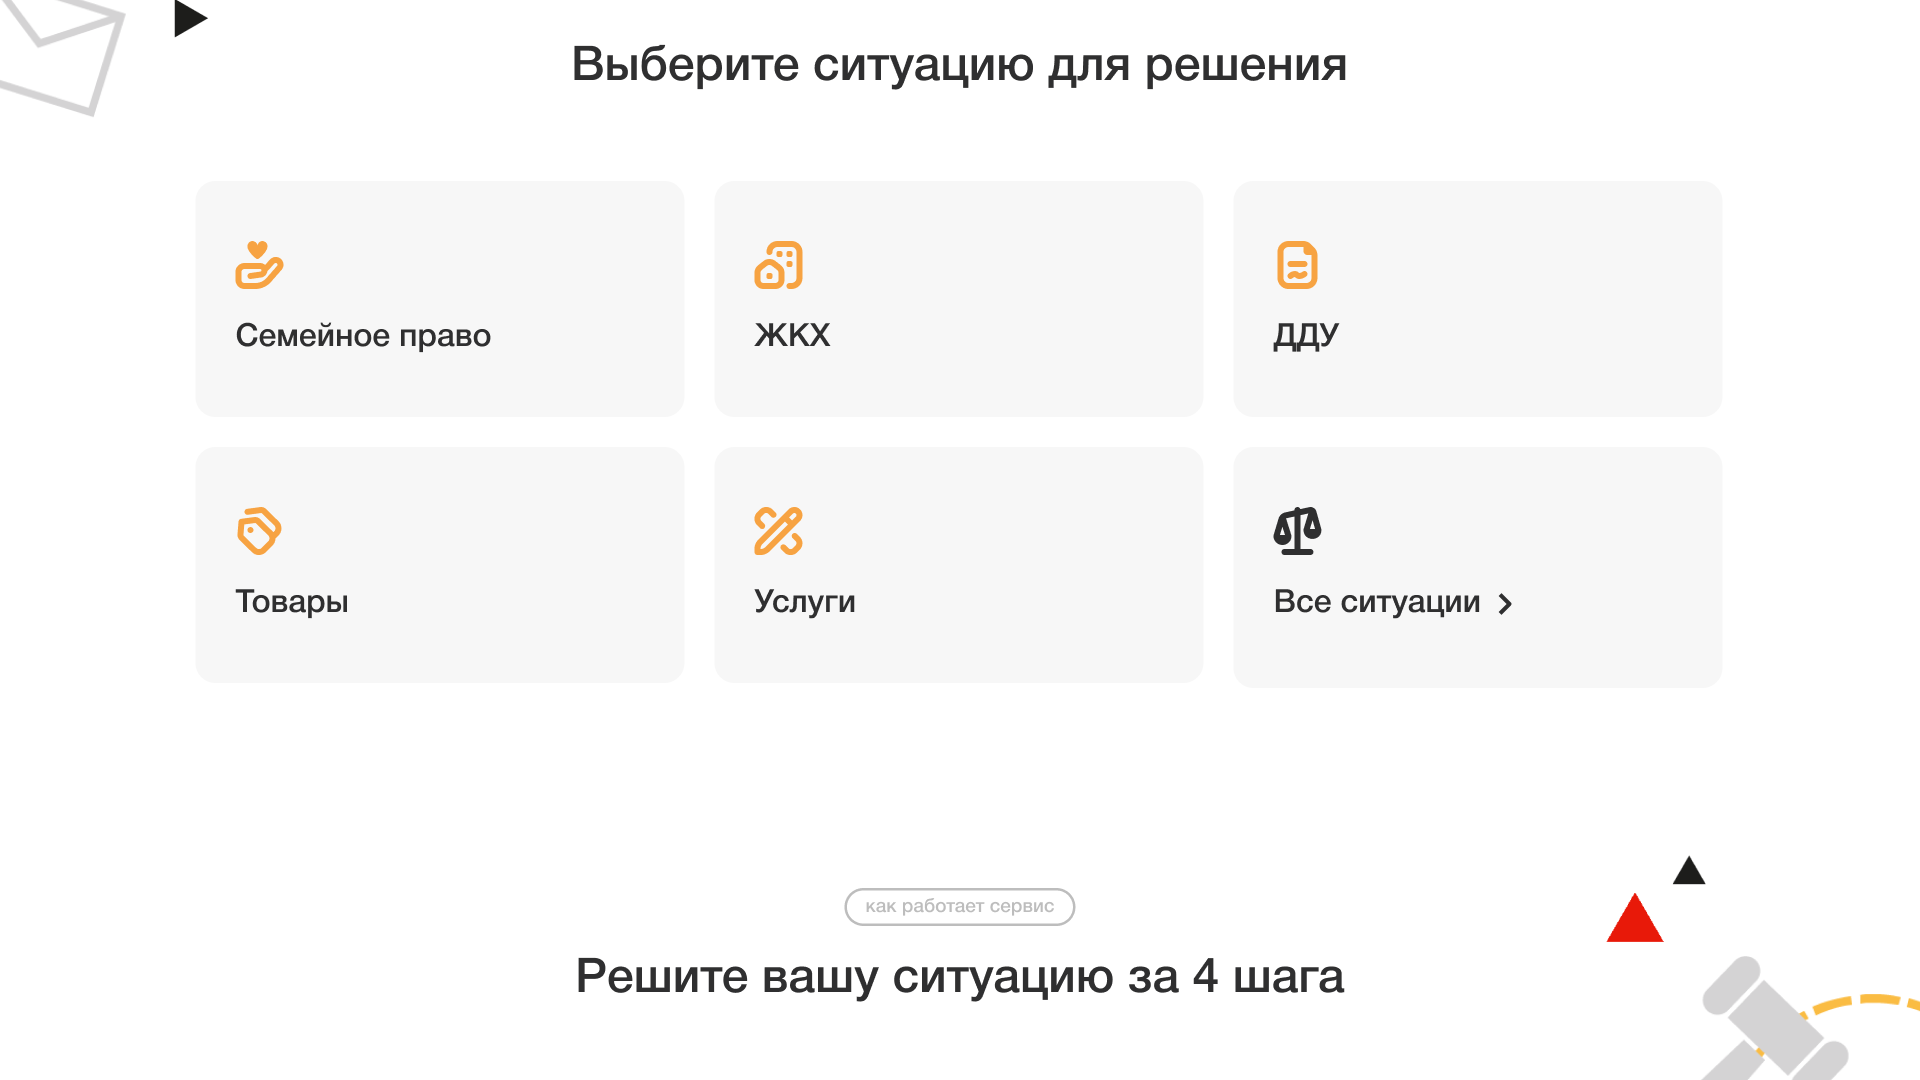 Выберите ситуацию для решения
Семейное право
ЖКХ
ДДУ
Товары
Услуги
Все ситуации
как работает сервис
Решите вашу ситуацию за 4 шага